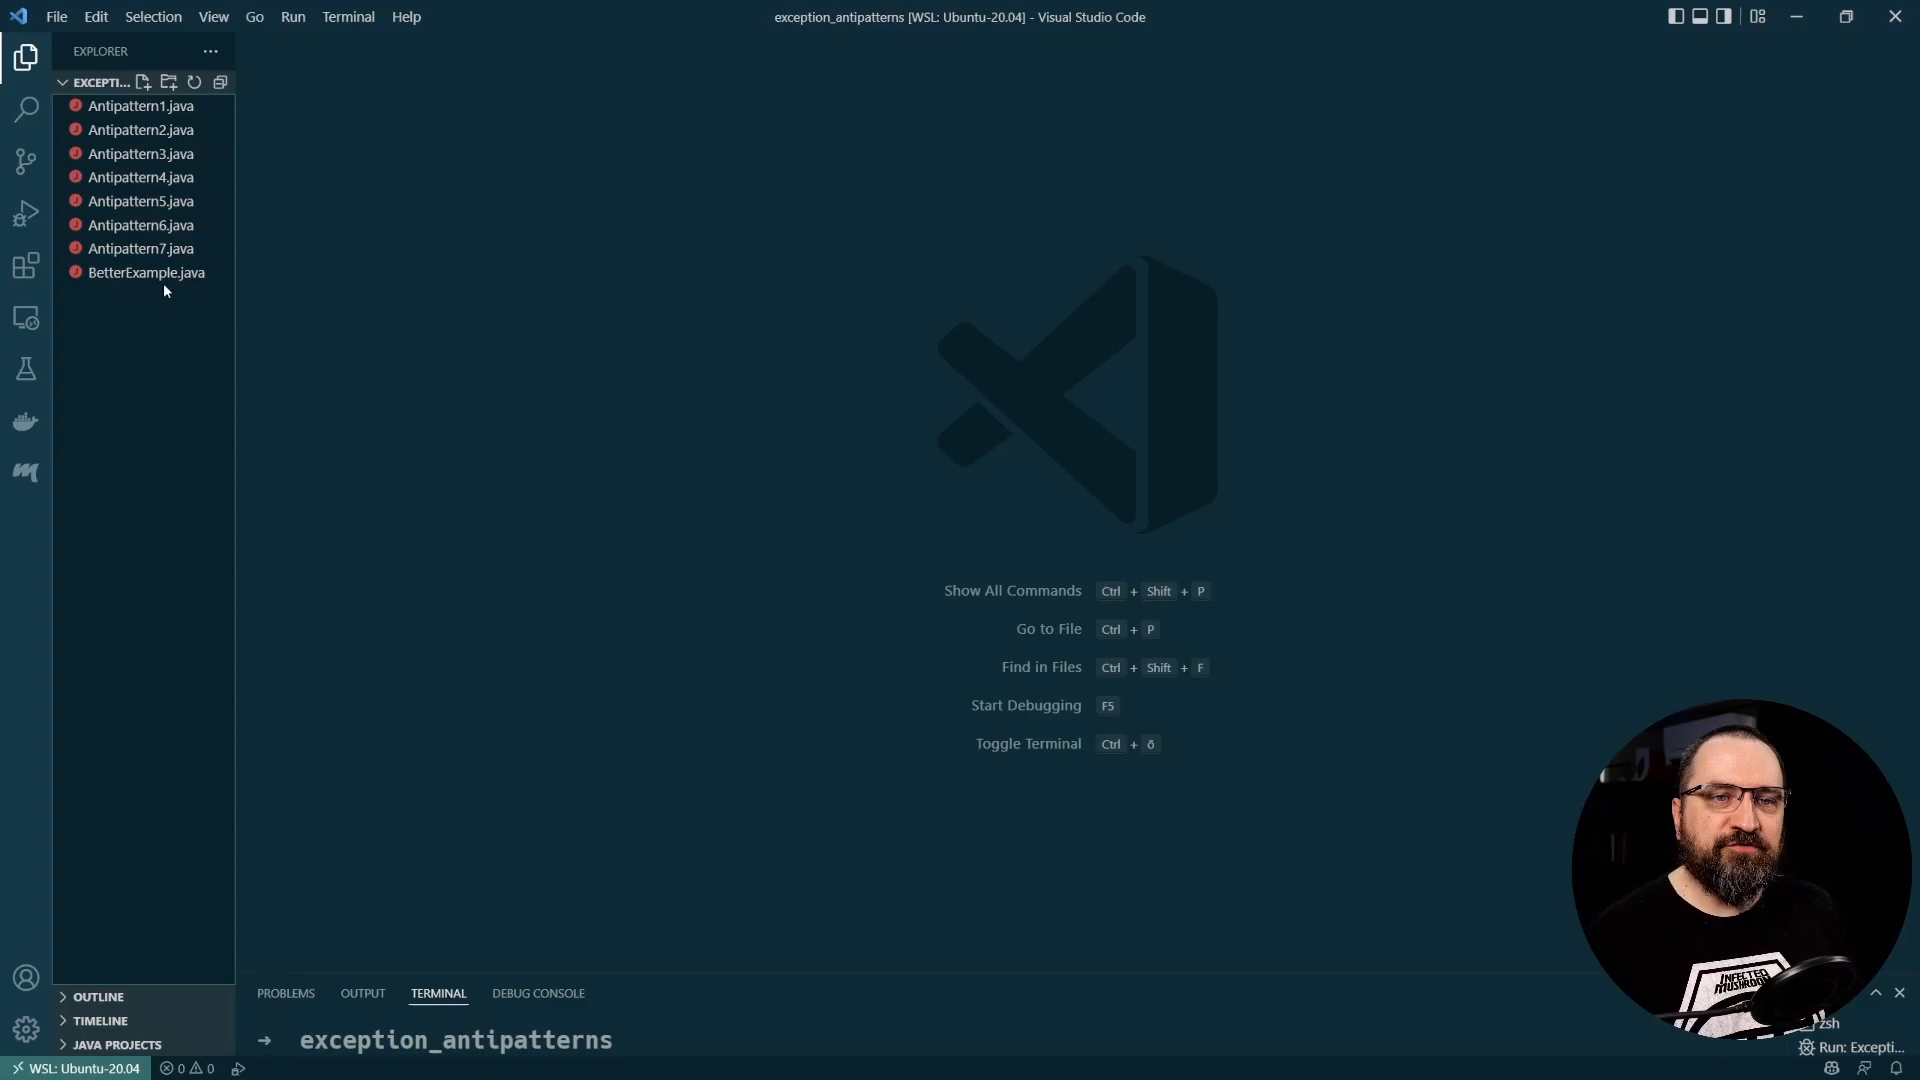 File Edit Selection View Go Run Terminal Help
exception_antipatterns [WSL: Ubuntu-20.04] - Visual Studio Code
EXPLORER
EXCEPTI...
Antipattern1.java
Antipattern2.java
Antipattern3.java
Antipattern4.java
Antipattern5.java
Antipattern6.java
Antipattern7.java
BetterExample.java
Show All Commands Ctrl + Shift + P
Go to File Ctrl + P
Find in Files Ctrl + Shift + F
Start Debugging F5
Toggle Terminal Ctrl + ö
INFECTED
MUSHROOM
OUTLINE
TIMELINE
JAVA PROJECTS
PROBLEMS OUTPUT TERMINAL DEBUG CONSOLE
→ exception_antipatterns
zsh
Run: Excepti...
WSL: Ubuntu-20.04 0 0